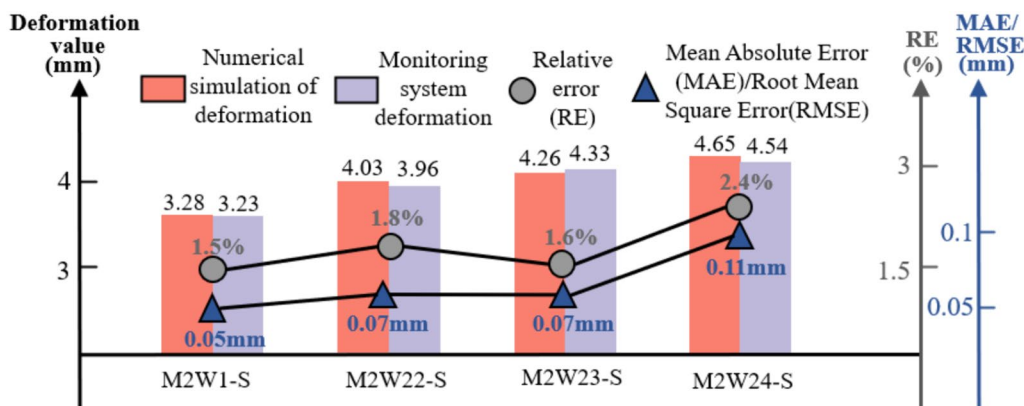 Deformation
value
(mm)
Numerical
simulation of
deformation
Monitoring
system
deformation
Relative
error
(RE)
Mean Absolute Error
(MAE)/Root Mean
Square Error(RMSE)
RE
(%)
MAE/
RMSE
(mm)
4
3
3.28 3.23
4.03 3.96
4.26 4.33
4.65 4.54
1.5%
1.8%
1.6%
2.4%
0.05mm
0.07mm
0.07mm
0.11mm
3
1.5
0.1
0.05
M2W1-S
M2W22-S
M2W23-S
M2W24-S